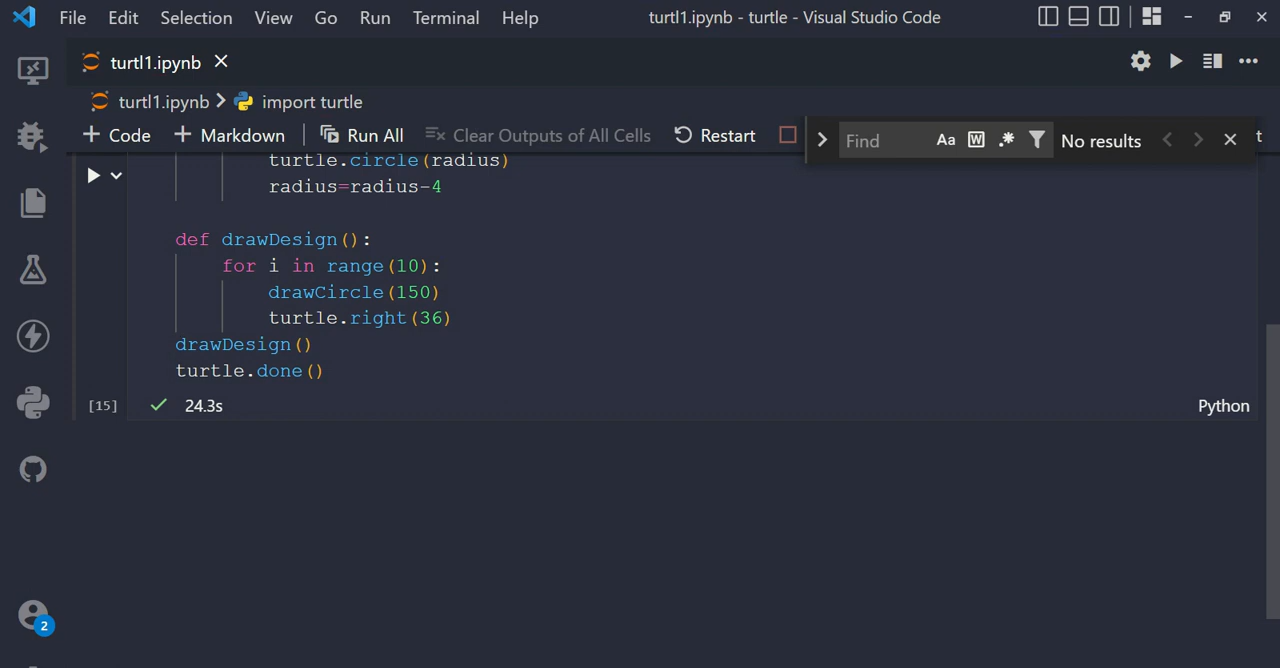 File Edit Selection View Go Run Terminal Help turtl1.ipynb - turtle - Visual Studio Code
turtl1.ipynb
turtl1.ipynb > import turtle
+ Code + Markdown Run All Clear Outputs of All Cells Restart
Find Aa W .* No results
turtle.circle(radius)
radius=radius-4
def drawDesign():
for i in range(10):
drawCircle(150)
turtle.right(36)
drawDesign()
turtle.done()
[15] 24.3s Python
2